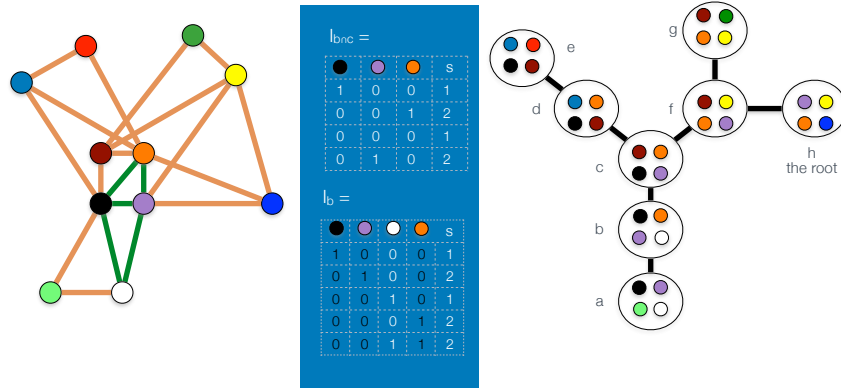 I_{b∩c} =
s
1 0 0 1
0 0 1 2
0 0 0 1
0 1 0 2
I_b =
s
1 0 0 0 1
0 1 0 0 2
0 0 1 0 1
0 0 0 1 2
0 0 1 1 2
e
g
d
f
h
the root
c
b
a